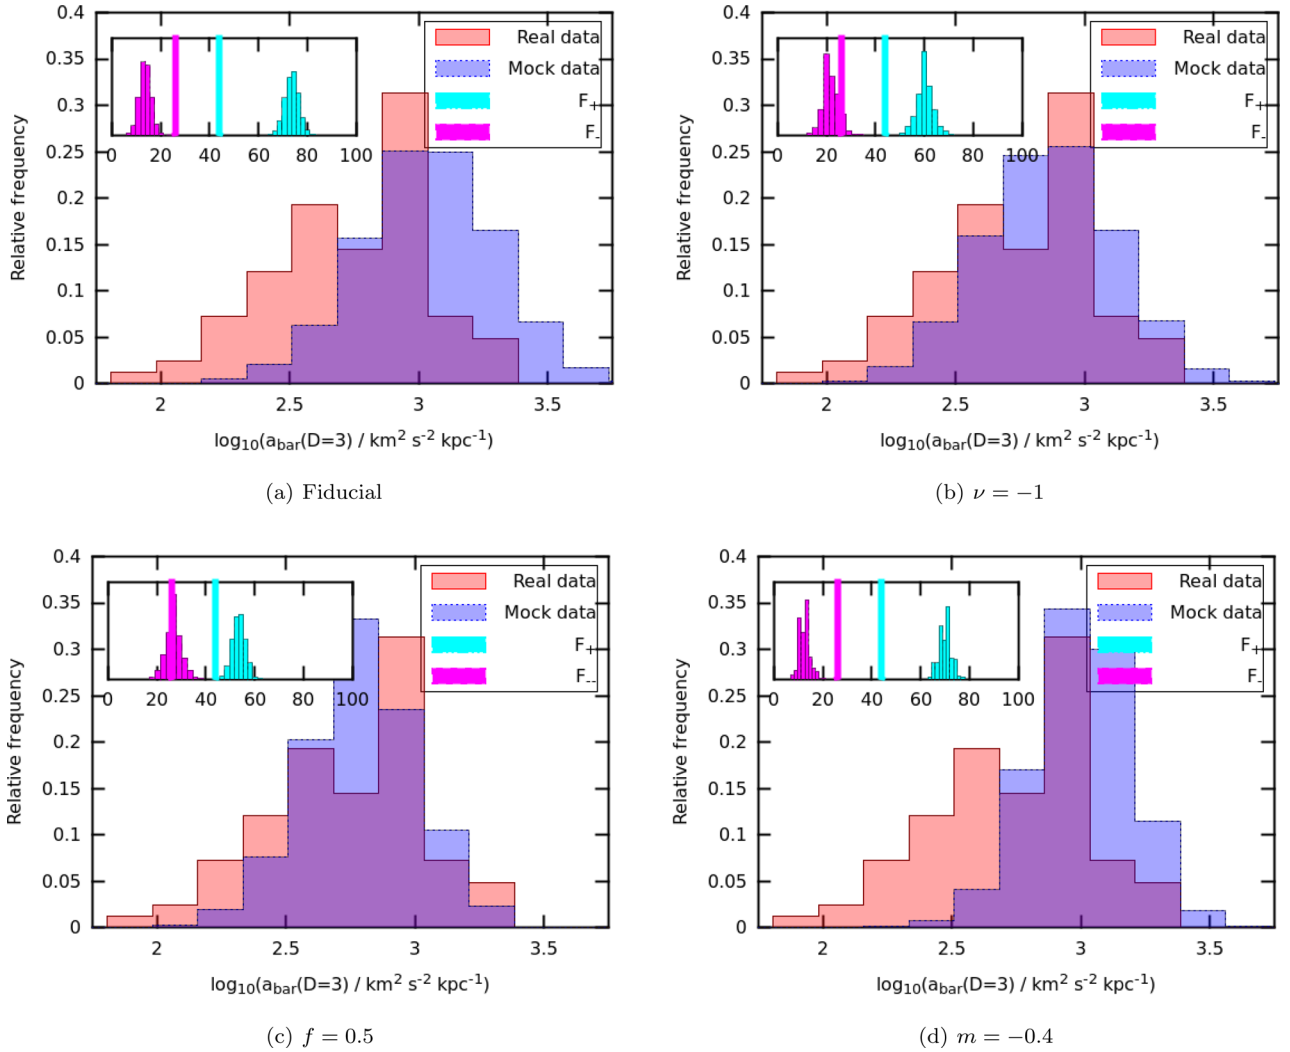 0.4
0.35
0.3
0.25
0.2
0.15
0.1
0.05
0
Relative frequency
0 20 40 60 80 100
Real data
Mock data
F+
F-
2 2.5 3 3.5
log10(abar(D=3) / km2 s-2 kpc-1)
(a) Fiducial
0.4
0.35
0.3
0.25
0.2
0.15
0.1
0.05
0
Relative frequency
0 20 40 60 80 100
Real data
Mock data
F+
F-
2 2.5 3 3.5
log10(abar(D=3) / km2 s-2 kpc-1)
(b) ν = −1
0.4
0.35
0.3
0.25
0.2
0.15
0.1
0.05
0
Relative frequency
0 20 40 60 80 100
Real data
Mock data
F+
F--
2 2.5 3 3.5
log10(abar(D=3) / km2 s-2 kpc-1)
(c) f = 0.5
0.4
0.35
0.3
0.25
0.2
0.15
0.1
0.05
0
Relative frequency
0 20 40 60 80 100
Real data
Mock data
F+
F-
2 2.5 3 3.5
log10(abar(D=3) / km2 s-2 kpc-1)
(d) m = −0.4